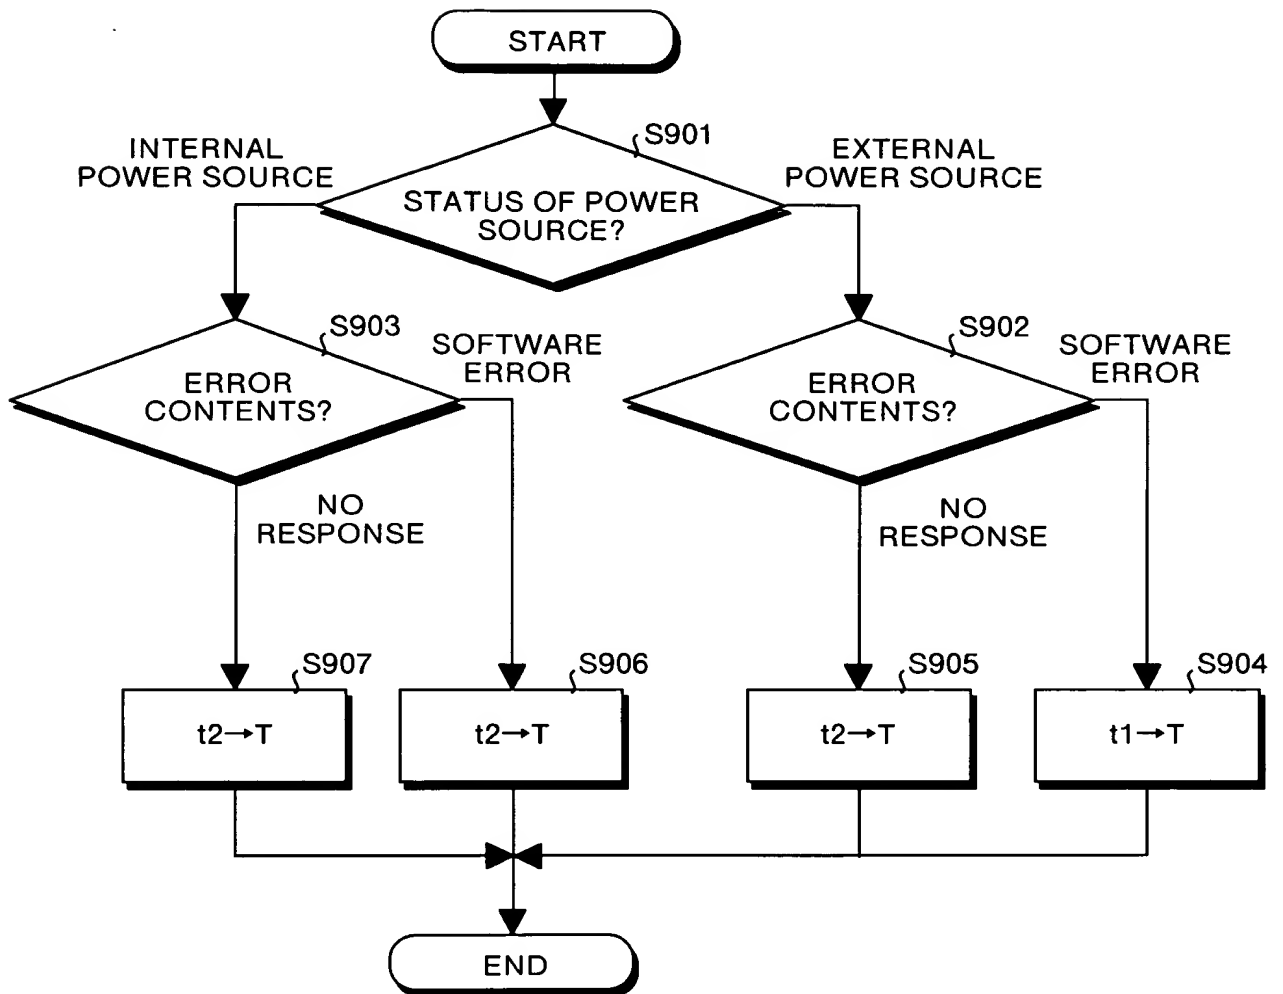 START
S901
INTERNAL
POWER SOURCE
EXTERNAL
POWER SOURCE
STATUS OF POWER
SOURCE?
S903
SOFTWARE
ERROR
ERROR
CONTENTS?
S902
SOFTWARE
ERROR
ERROR
CONTENTS?
NO
RESPONSE
NO
RESPONSE
S907
S906
S905
S904
t2→T
t2→T
t2→T
t1→T
END